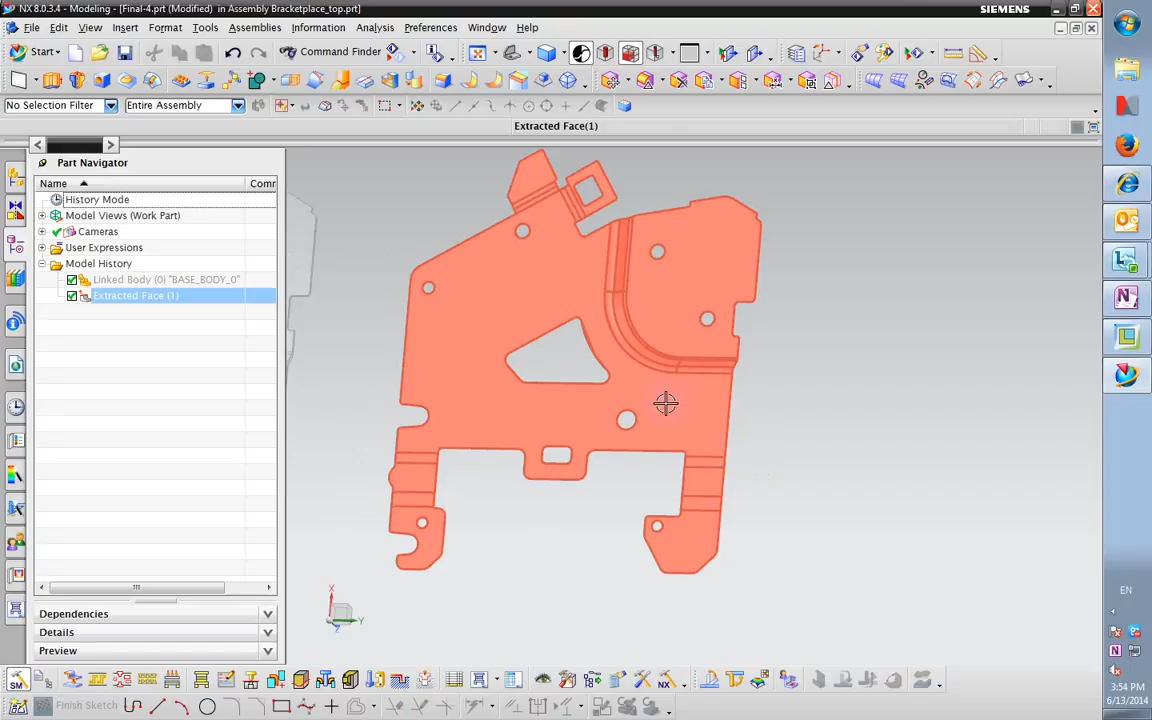 NX 8.0.3.4 - Modeling - [Final-4.prt (Modified)  in Assembly Bracketplace_top.prt]
SIEMENS
File Edit View Insert Format Tools Assemblies Information Analysis Preferences Window Help
Start Command Finder
No Selection Filter Entire Assembly
Extracted Face(1)
Part Navigator
Name Comr
History Mode
Model Views (Work Part)
Cameras
User Expressions
Model History
Linked Body (0) "BASE_BODY_0"
Extracted Face (1)
X
Y
Z
Dependencies
Details
Preview
EN
SM
NX
Finish Sketch
3:54 PM
6/13/2014